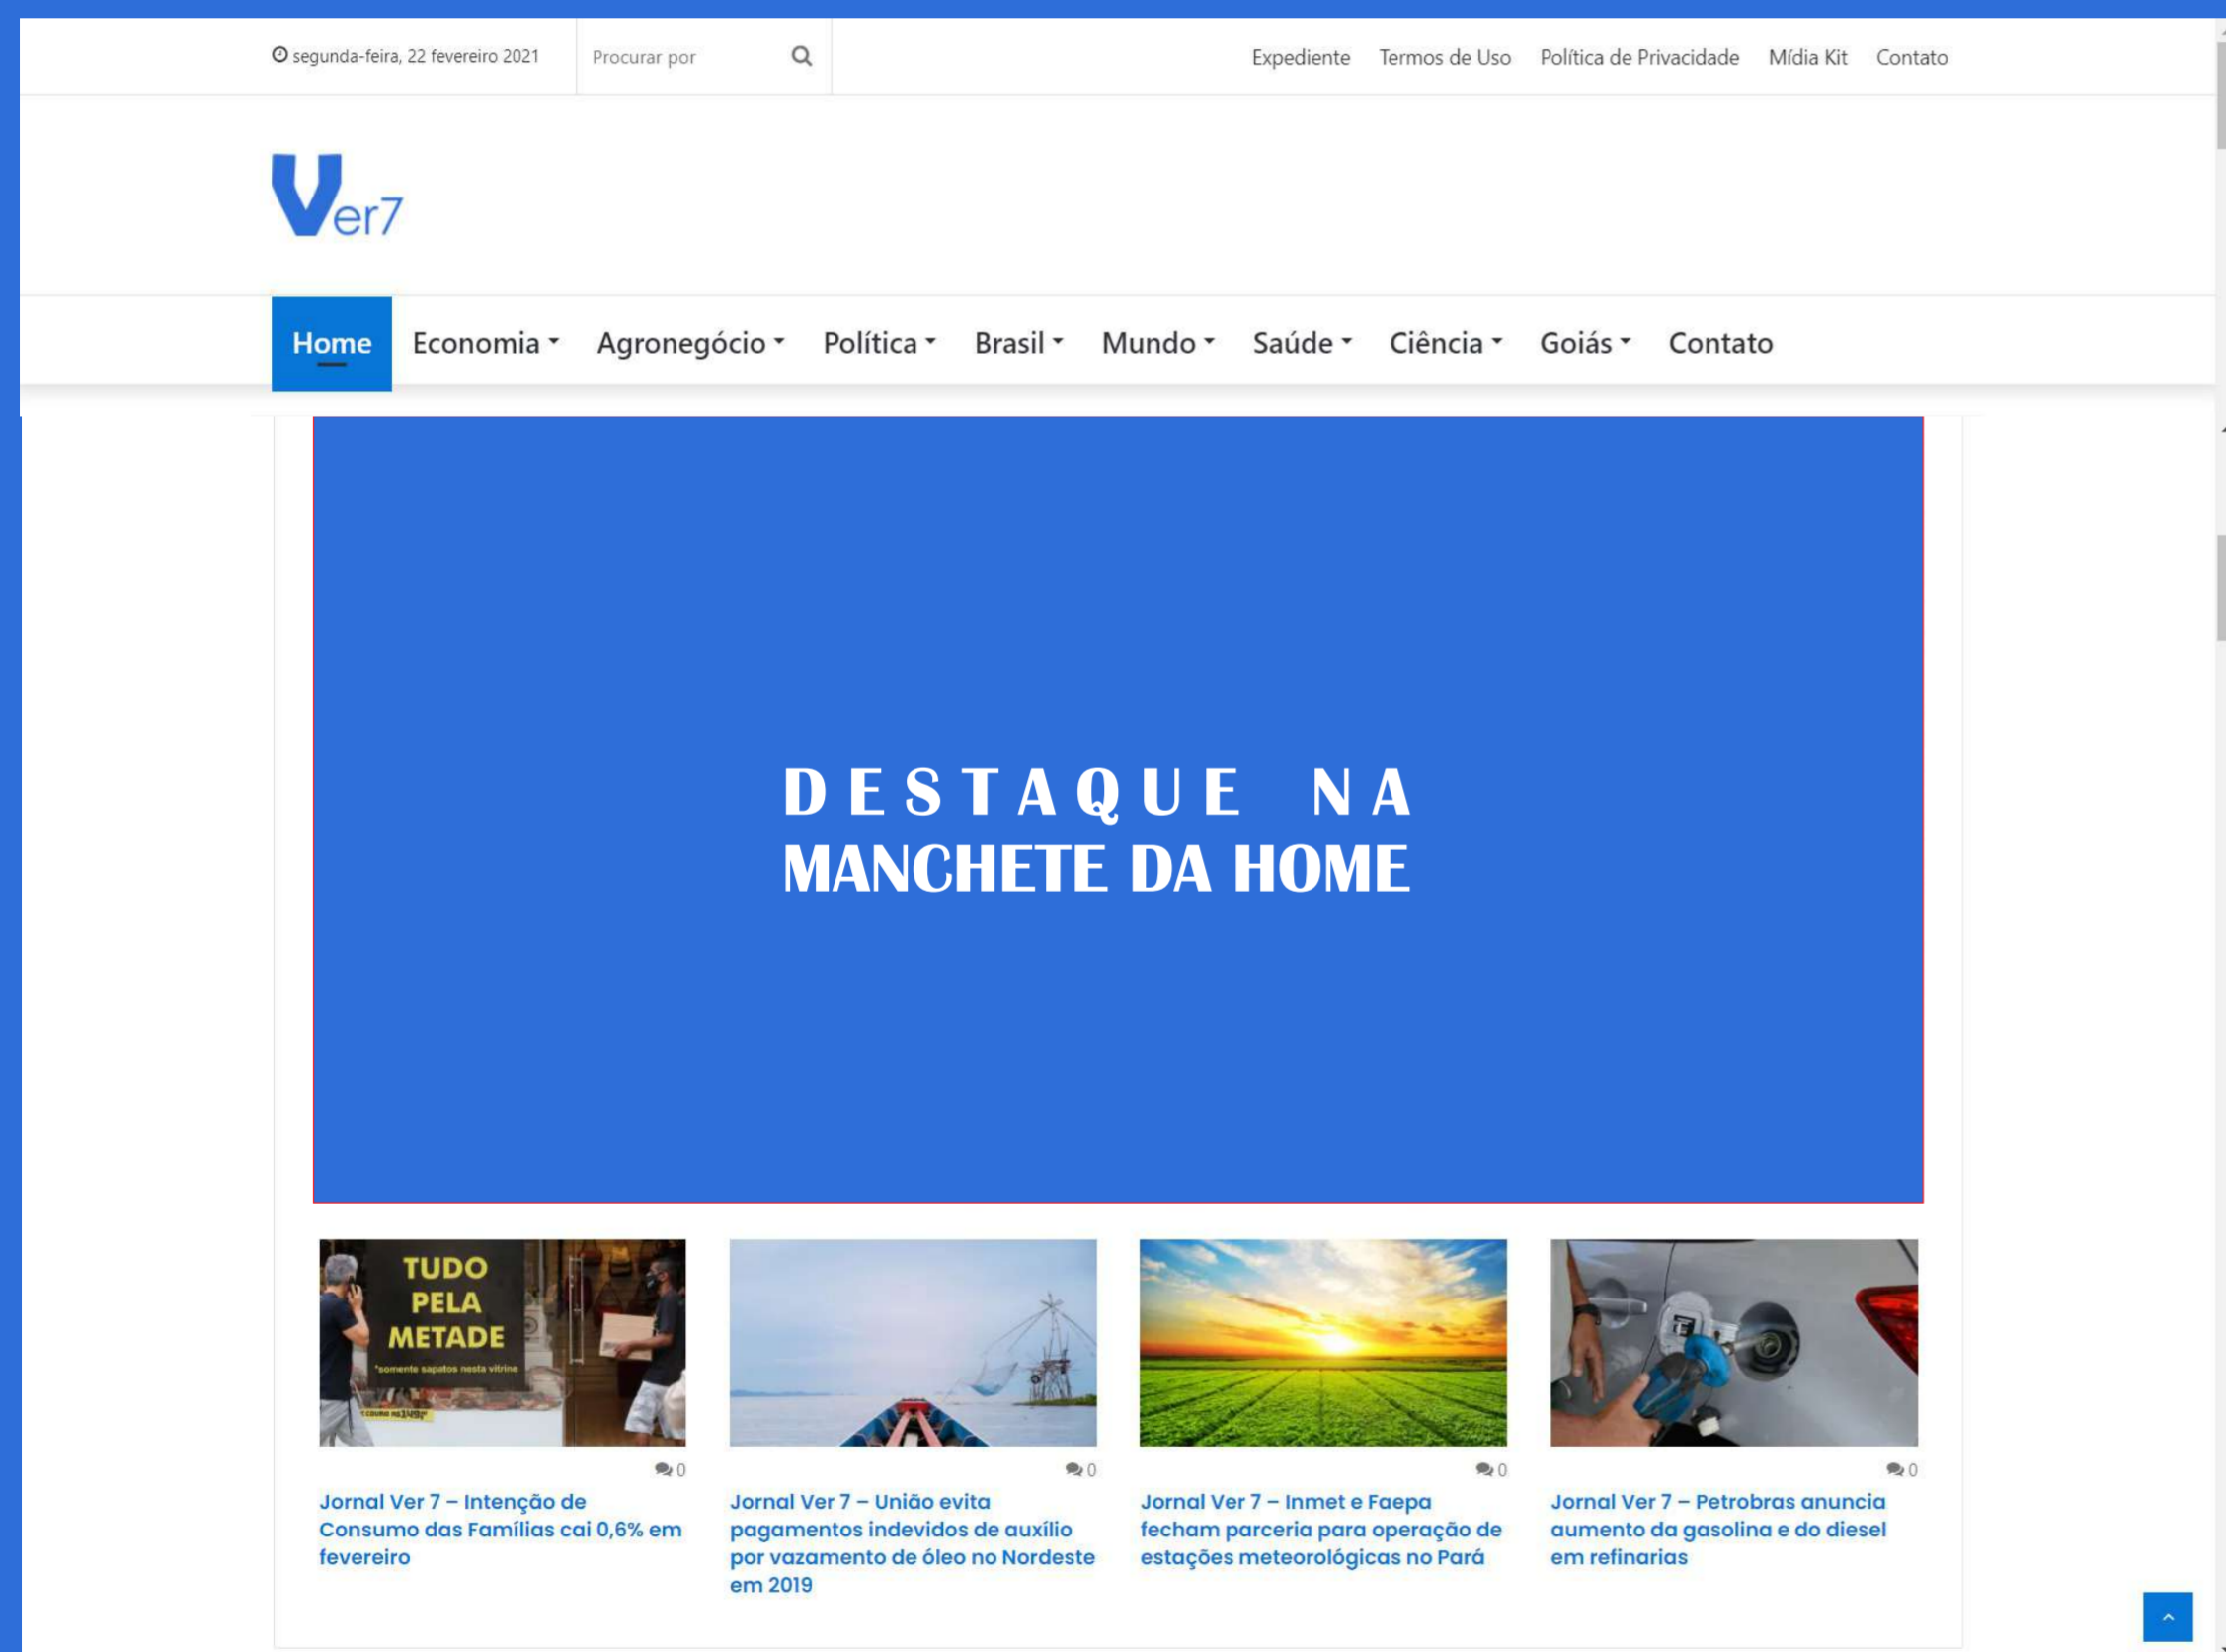 segunda-feira, 22 fevereiro 2021
Procurar por
Expediente Termos de Uso Política de Privacidade Mídia Kit Contato
Ver7
Home Economia Agronegócio Política Brasil Mundo Saúde Ciência Goiás Contato
DESTAQUE NA
MANCHETE DA HOME
TUDO
PELA
METADE
*somente sapatos nesta vitrine
0
0
0
0
Jornal Ver 7 – Intenção de
Consumo das Famílias cai 0,6% em
fevereiro
Jornal Ver 7 – União evita
pagamentos indevidos de auxílio
por vazamento de óleo no Nordeste
em 2019
Jornal Ver 7 – Inmet e Faepa
fecham parceria para operação de
estações meteorológicas no Pará
Jornal Ver 7 – Petrobras anuncia
aumento da gasolina e do diesel
em refinarias